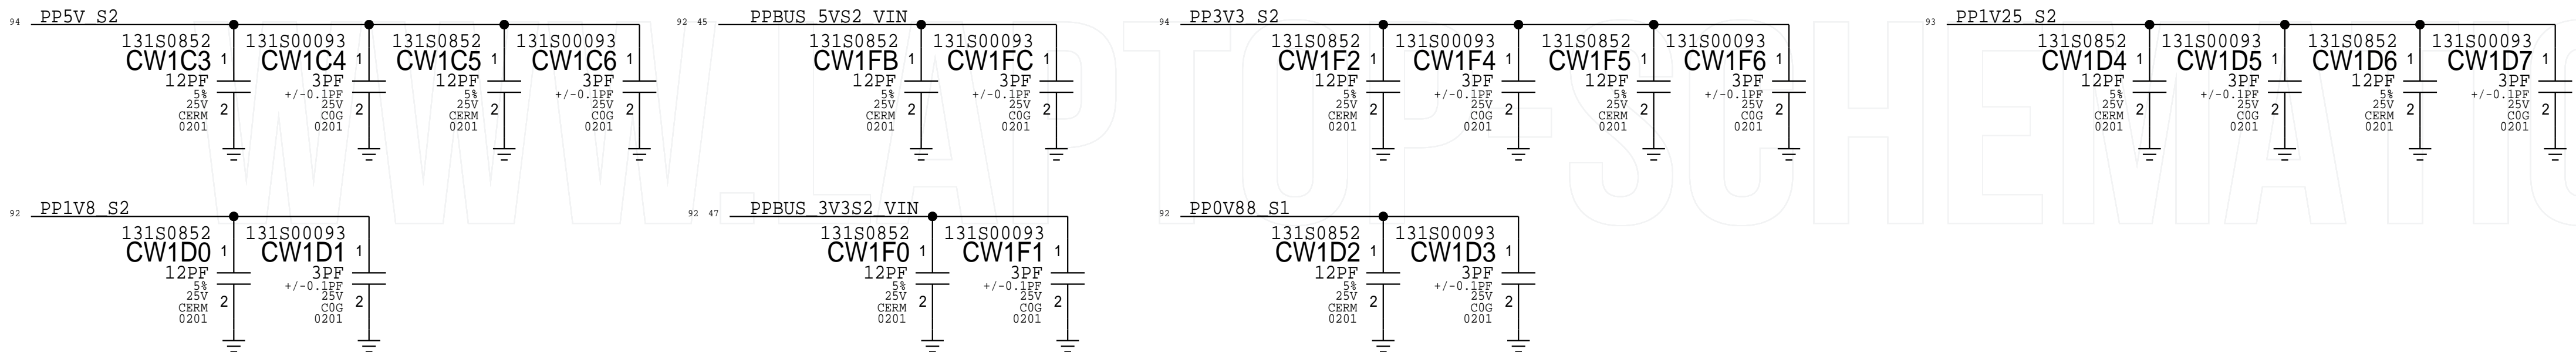 94 PP5V_S2
131S0852 131S00093 131S0852 131S00093
CW1C3 1 CW1C4 1 CW1C5 1 CW1C6 1
12PF 3PF 12PF 3PF
5% +/-0.1PF 5% +/-0.1PF
25V 2 25V 2 25V 2 25V 2
CERM C0G CERM C0G
0201 0201 0201 0201
92 45 PPBUS_5VS2_VIN
131S0852 131S00093
CW1FB 1 CW1FC 1
12PF 3PF
5% +/-0.1PF
25V 2 25V 2
CERM C0G
0201 0201
94 PP3V3_S2
131S0852 131S00093 131S0852 131S00093
CW1F2 1 CW1F4 1 CW1F5 1 CW1F6 1
12PF 3PF 12PF 3PF
5% +/-0.1PF 5% +/-0.1PF
25V 2 25V 2 25V 2 25V 2
CERM C0G CERM C0G
0201 0201 0201 0201
93 PP1V25_S2
131S0852 131S00093 131S0852 131S00093
CW1D4 1 CW1D5 1 CW1D6 1 CW1D7 1
12PF 3PF 12PF 3PF
5% +/-0.1PF 5% +/-0.1PF
25V 2 25V 2 25V 2 25V 2
CERM C0G CERM C0G
0201 0201 0201 0201
92 PP1V8_S2
131S0852 131S00093
CW1D0 1 CW1D1 1
12PF 3PF
5% +/-0.1PF
25V 2 25V 2
CERM C0G
0201 0201
92 47 PPBUS_3V3S2_VIN
131S0852 131S00093
CW1F0 1 CW1F1 1
12PF 3PF
5% +/-0.1PF
25V 2 25V 2
CERM C0G
0201 0201
92 PP0V88_S1
131S0852 131S00093
CW1D2 1 CW1D3 1
12PF 3PF
5% +/-0.1PF
25V 2 25V 2
CERM C0G
0201 0201
WWW.LAPTOP-SCHEMATIC